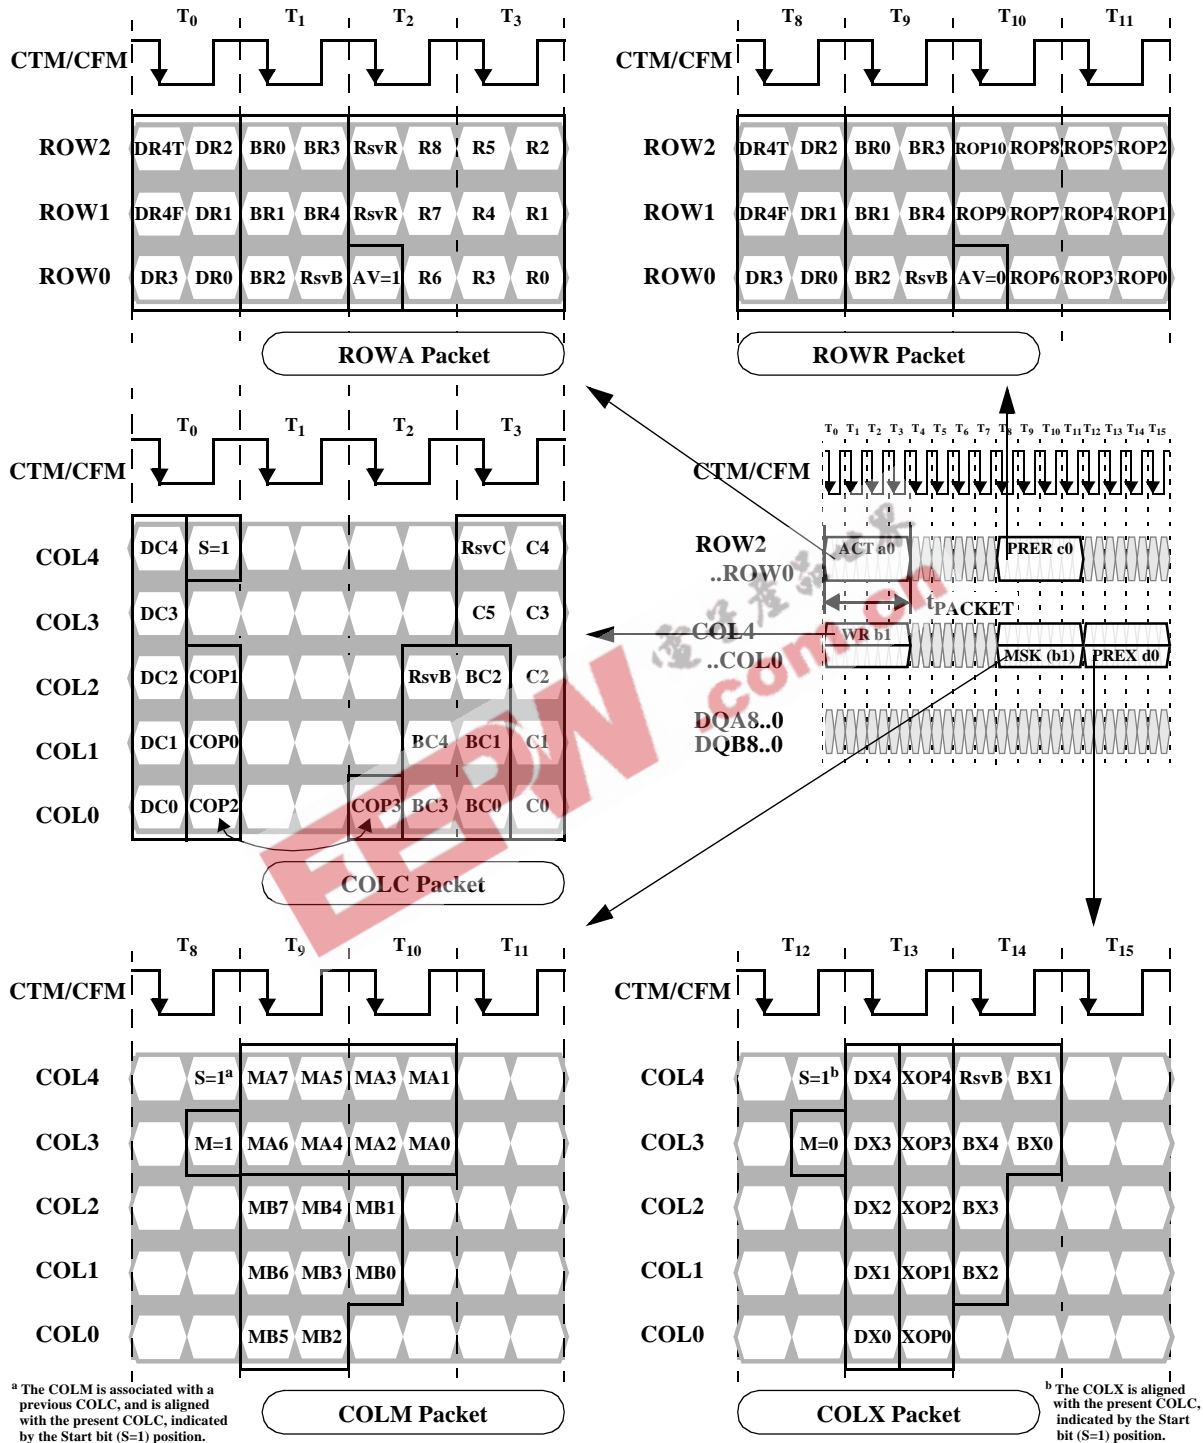 T0 T1 T2 T3
CTM/CFM
ROW2 DR4T DR2 BR0 BR3 RsvR R8 R5 R2
ROW1 DR4F DR1 BR1 BR4 RsvR R7 R4 R1
ROW0 DR3 DR0 BR2 RsvB AV=1 R6 R3 R0
ROWA Packet
T8 T9 T10 T11
CTM/CFM
ROW2 DR4T DR2 BR0 BR3 ROP10 ROP8 ROP5 ROP2
ROW1 DR4F DR1 BR1 BR4 ROP9 ROP7 ROP4 ROP1
ROW0 DR3 DR0 BR2 RsvB AV=0 ROP6 ROP3 ROP0
ROWR Packet
T0 T1 T2 T3
CTM/CFM
COL4 DC4 S=1 RsvC C4
COL3 DC3 C5 C3
COL2 DC2 COP1 RsvB BC2 C2
COL1 DC1 COP0 BC4 BC1 C1
COL0 DC0 COP2 COP3 BC3 BC0 C0
COLC Packet
T0 T1 T2 T3 T4 T5 T6 T7 T8 T9 T10 T11 T12 T13 T14 T15
CTM/CFM
ROW2
..ROW0
ACT a0 PRER c0
tPACKET
COL4
..COL0
WR b1
MSK (b1) PREX d0
DQA8..0
DQB8..0
電子產品世界
EEPW
.com.cn
T8 T9 T10 T11
CTM/CFM
COL4 S=1a MA7 MA5 MA3 MA1
COL3 M=1 MA6 MA4 MA2 MA0
COL2 MB7 MB4 MB1
COL1 MB6 MB3 MB0
COL0 MB5 MB2
a The COLM is associated with a
previous COLC, and is aligned
with the present COLC, indicated
by the Start bit (S=1) position.
COLM Packet
T12 T13 T14 T15
CTM/CFM
COL4 S=1b DX4 XOP4 RsvB BX1
COL3 M=0 DX3 XOP3 BX4 BX0
COL2 DX2 XOP2 BX3
COL1 DX1 XOP1 BX2
COL0 DX0 XOP0
COLX Packet
b The COLX is aligned
with the present COLC,
indicated by the Start
bit (S=1) position.